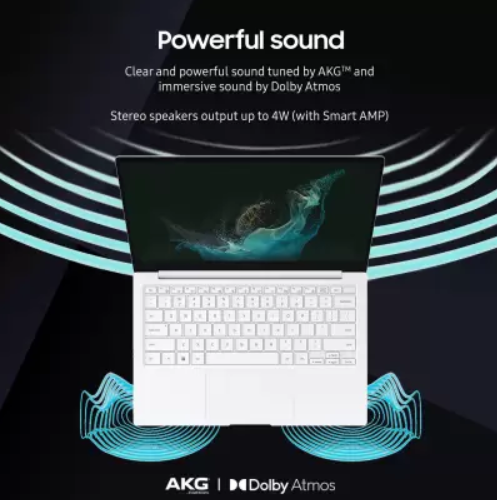 Powerful sound
Clear and powerful sound tuned by AKG™ and
immersive sound by Dolby Atmos
Stereo speakers output up to 4W (with Smart AMP)
AKG | Dolby Atmos